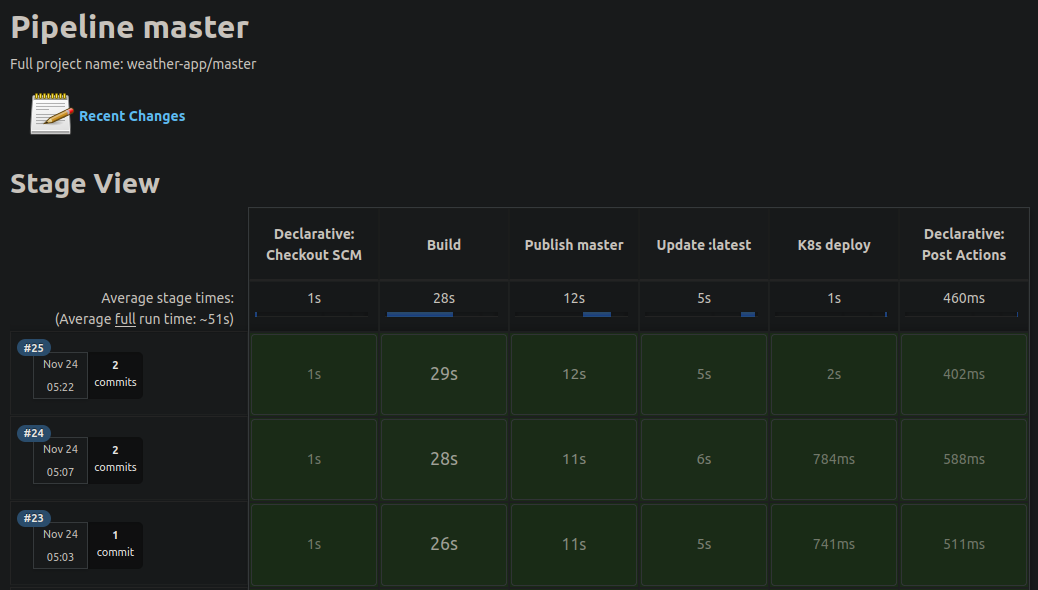 Pipeline master
Full project name: weather-app/master
Recent Changes
Stage View
Declarative: Checkout SCM
Build
Publish master
Update :latest
K8s deploy
Declarative: Post Actions
Average stage times:
(Average full run time: ~51s)
1s 28s 12s 5s 1s 460ms
#25
Nov 24
05:22
2
commits
1s 29s 12s 5s 2s 402ms
#24
Nov 24
05:07
2
commits
1s 28s 11s 6s 784ms 588ms
#23
Nov 24
05:03
1
commit
1s 26s 11s 5s 741ms 511ms